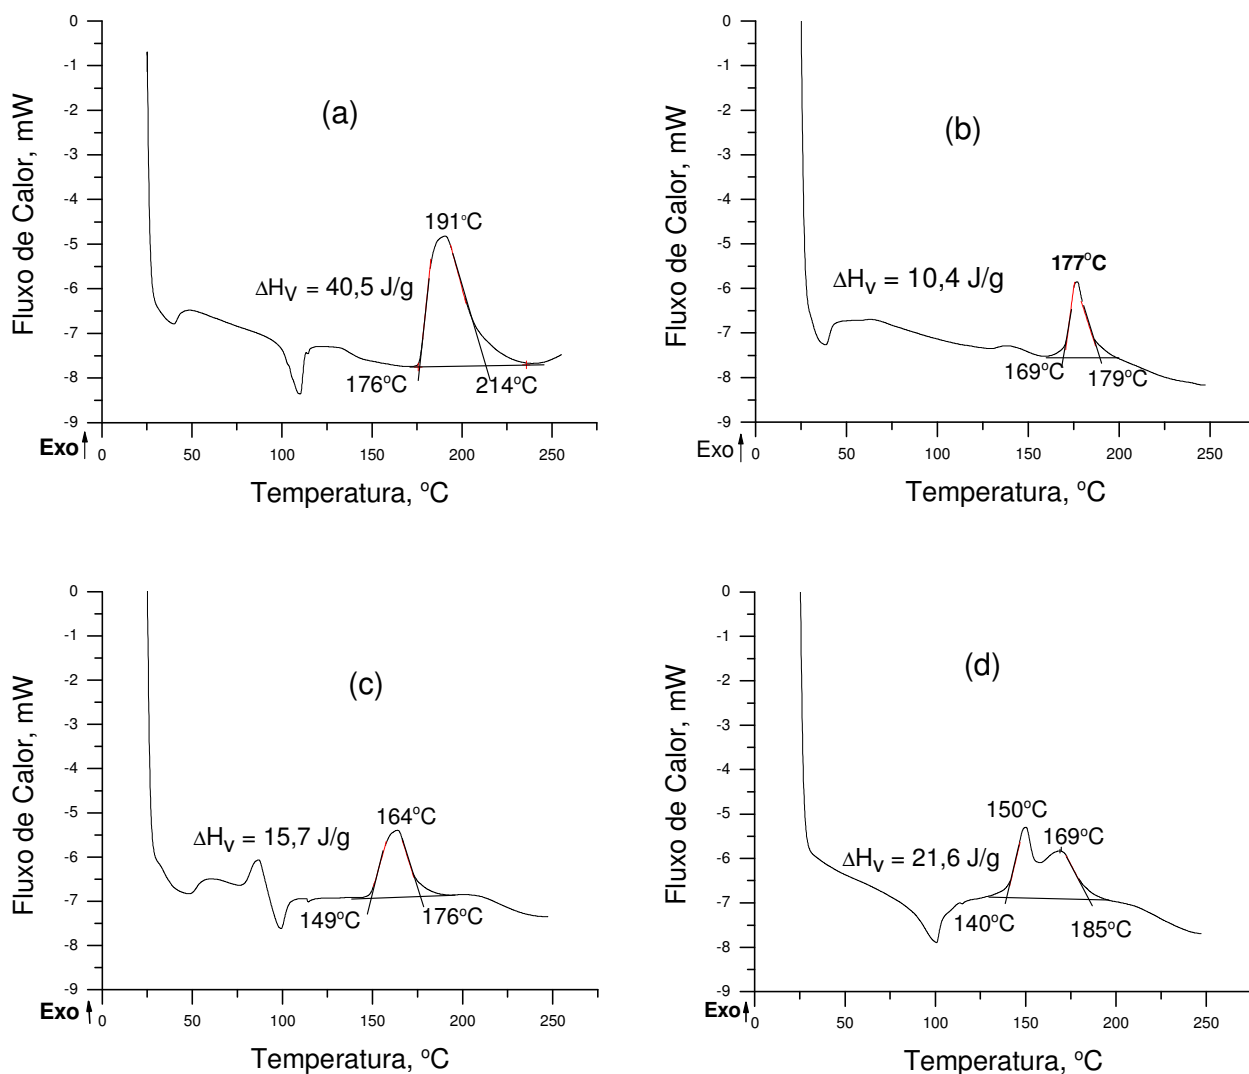 0
-1
-2
-3
-4
-5
-6
-7
-8
-9
Fluxo de Calor, mW
(a)
191°C
ΔHv = 40,5 J/g
176°C
214°C
Exo
0
50
100
150
200
250
Temperatura, ºC
0
-1
-2
-3
-4
-5
-6
-7
-8
-9
Fluxo de Calor, mW
(b)
177°C
ΔHv = 10,4 J/g
169°C
179°C
Exo
0
50
100
150
200
250
Temperatura, ºC
0
-1
-2
-3
-4
-5
-6
-7
-8
-9
Fluxo de Calor, mW
(c)
164°C
ΔHv = 15,7 J/g
149°C
176°C
Exo
0
50
100
150
200
250
Temperatura, ºC
0
-1
-2
-3
-4
-5
-6
-7
-8
-9
Fluxo de Calor, mW
(d)
150°C
169°C
ΔHv = 21,6 J/g
140°C
185°C
Exo
0
50
100
150
200
250
Temperatura, ºC